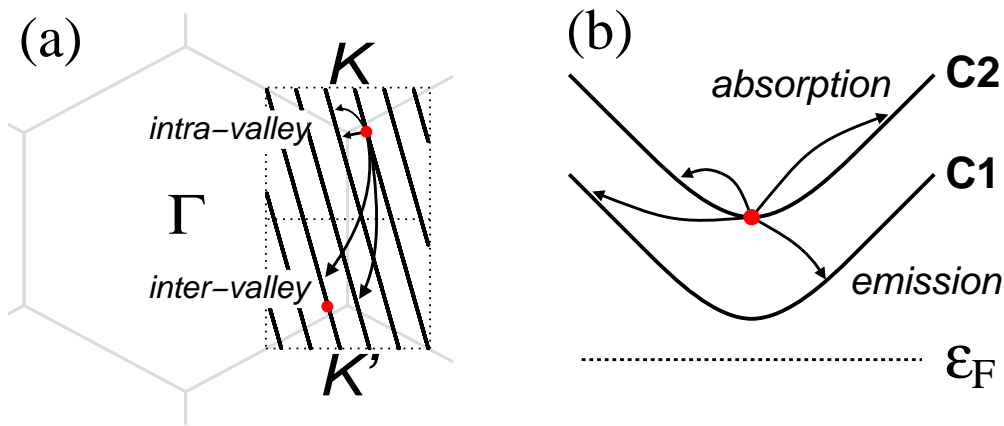 (a)
K
intra-valley
Γ
inter-valley
K'
(b)
absorption
C2
C1
emission
εF